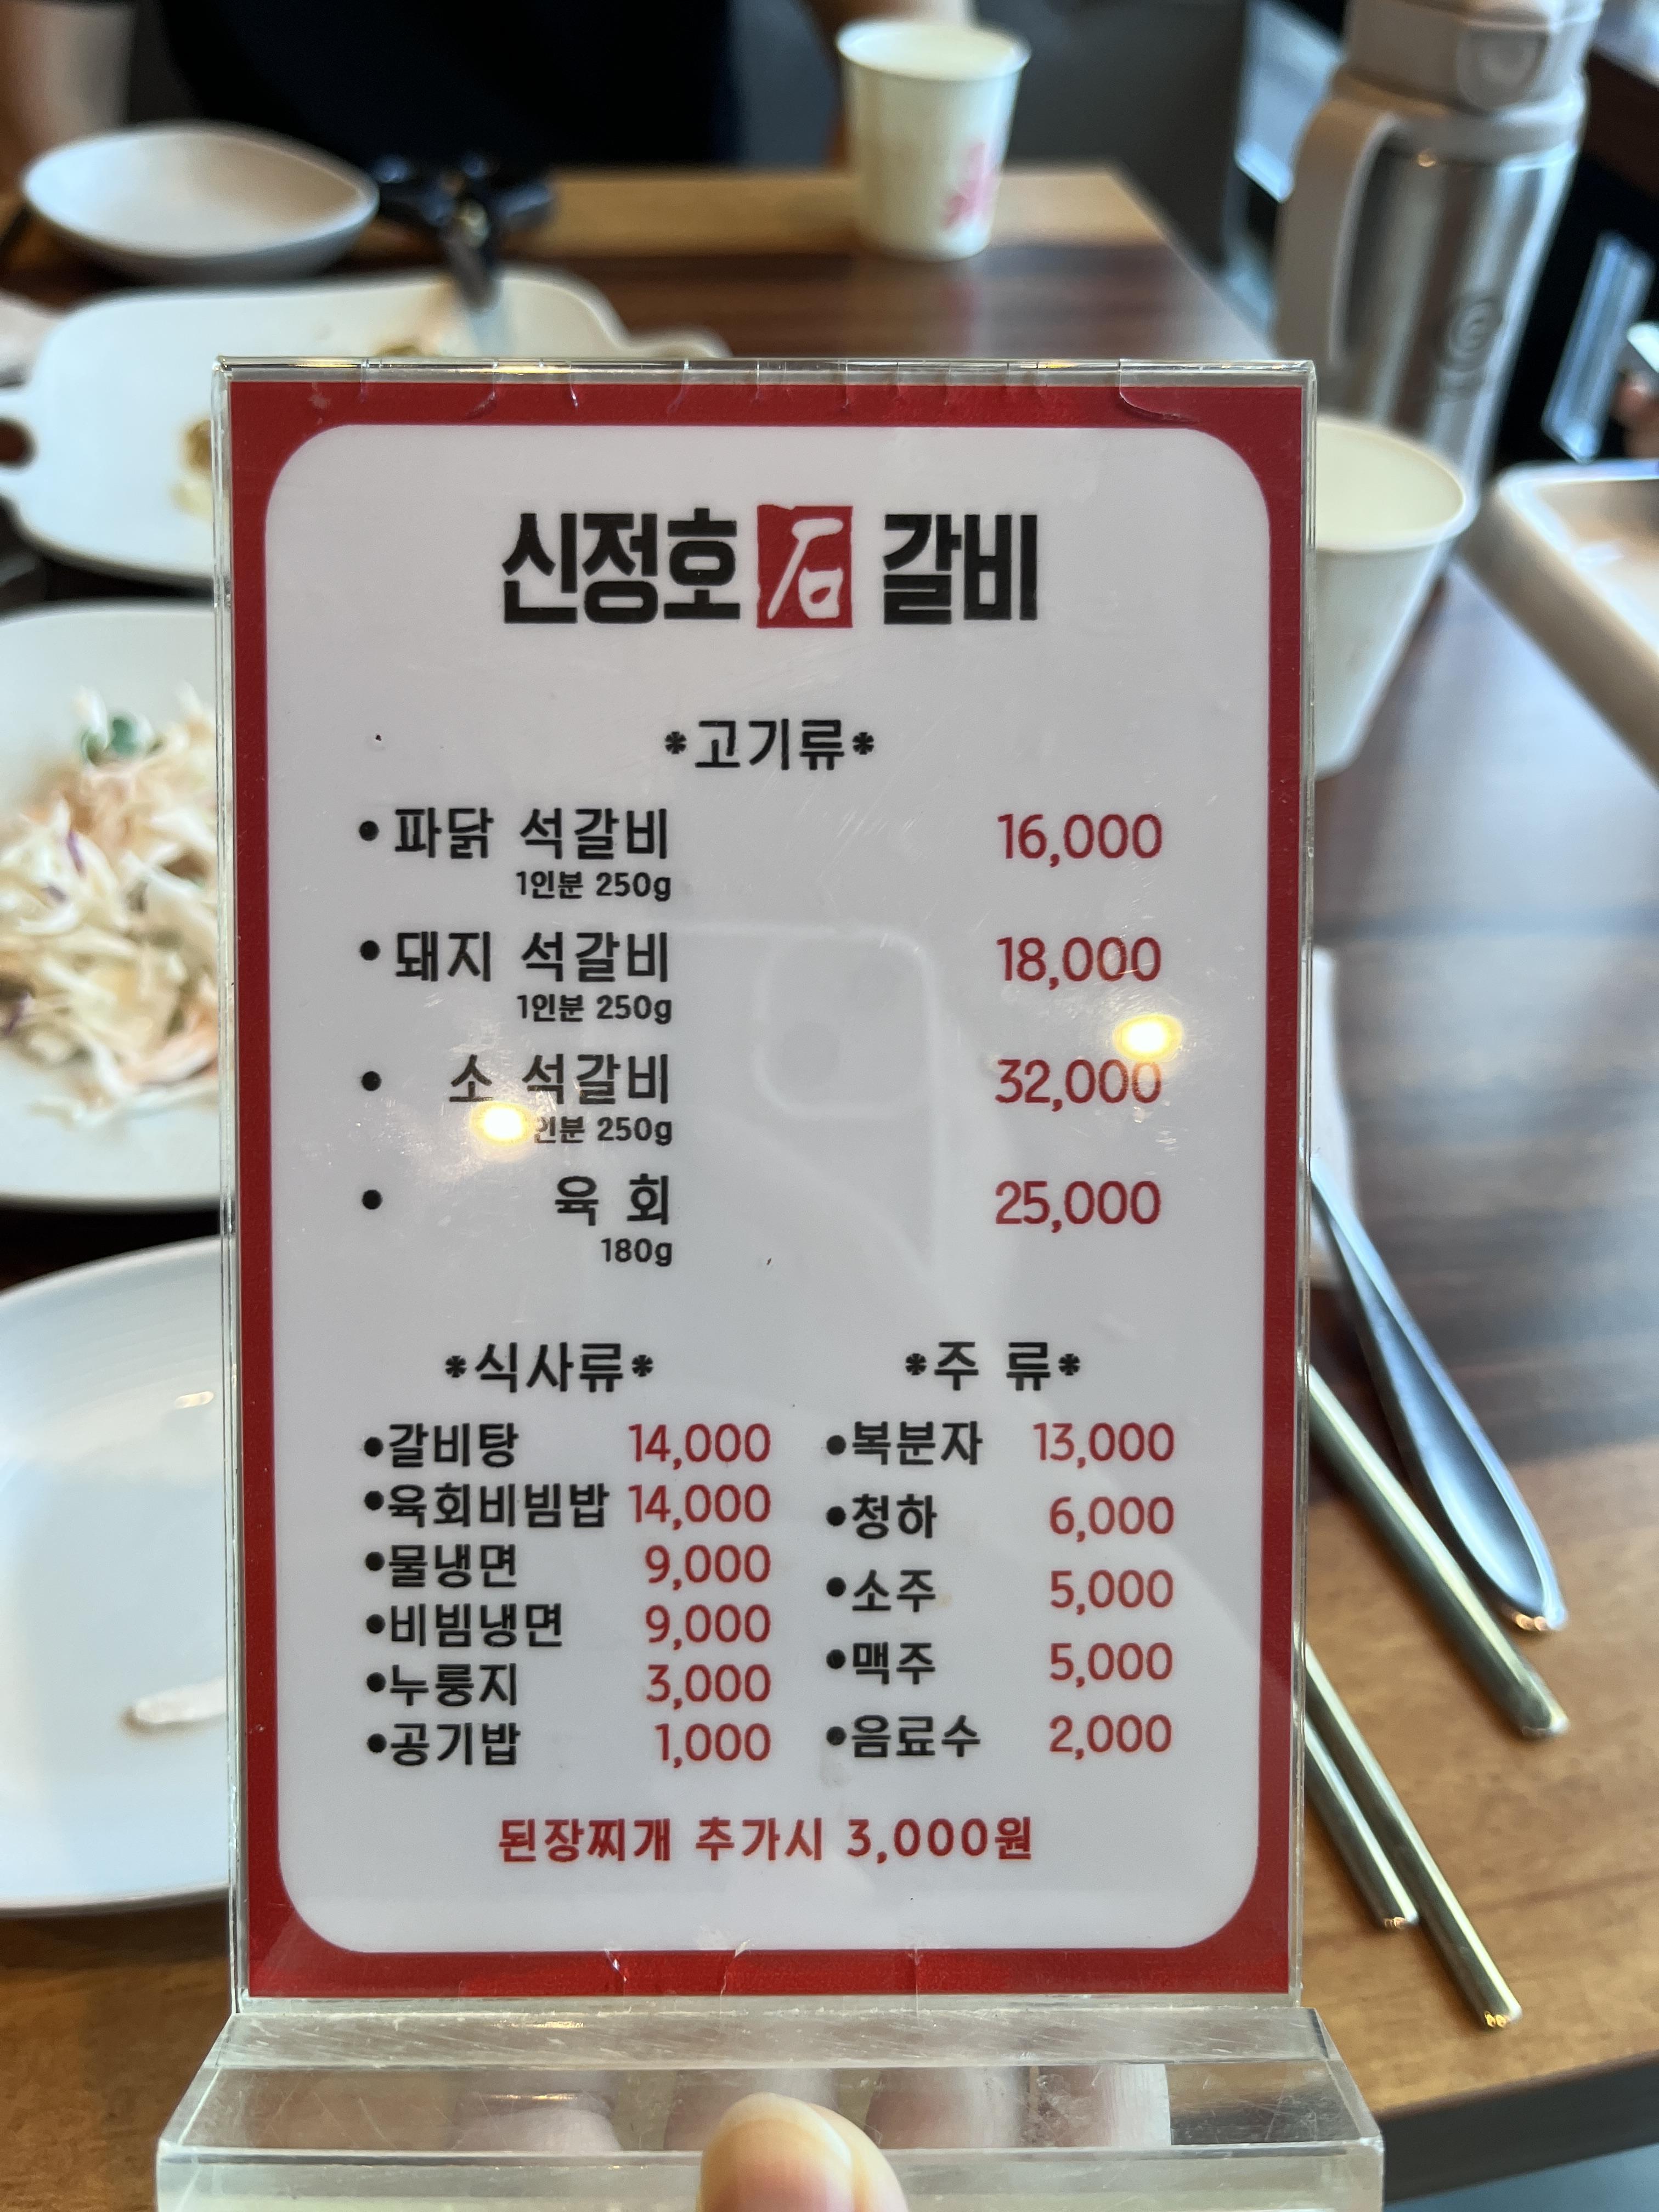 신정호 石 갈비
*고기류*
• 파닭 석갈비 16,000
1인분 250g
• 돼지 석갈비 18,000
1인분 250g
• 소 석갈비 32,000
인분 250g
• 육 회 25,000
180g
*식사류*
•갈비탕 14,000
•육회비빔밥 14,000
•물냉면 9,000
•비빔냉면 9,000
•누룽지 3,000
•공기밥 1,000
*주 류*
•복분자 13,000
•청하 6,000
•소주 5,000
•맥주 5,000
•음료수 2,000
된장찌개 추가시 3,000원